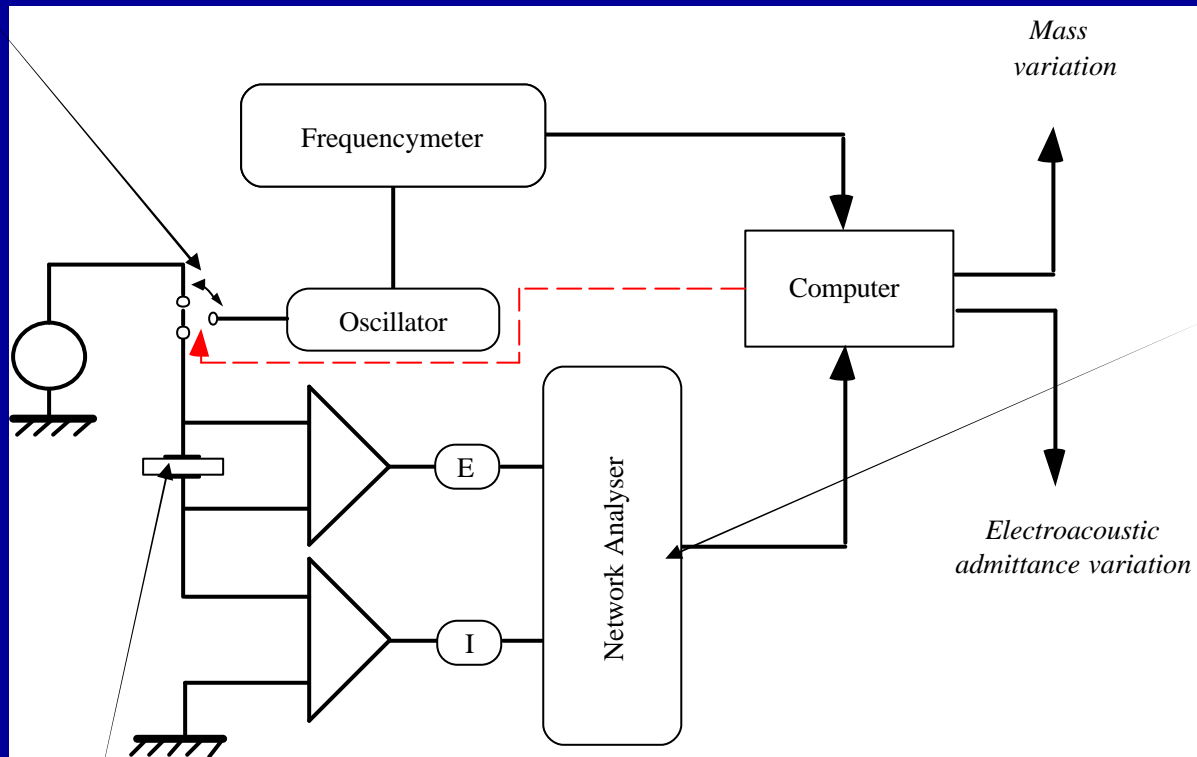 Mass
variation
Frequencymeter
Computer
Oscillator
E
Network Analyser
Electroacoustic
admittance variation
I